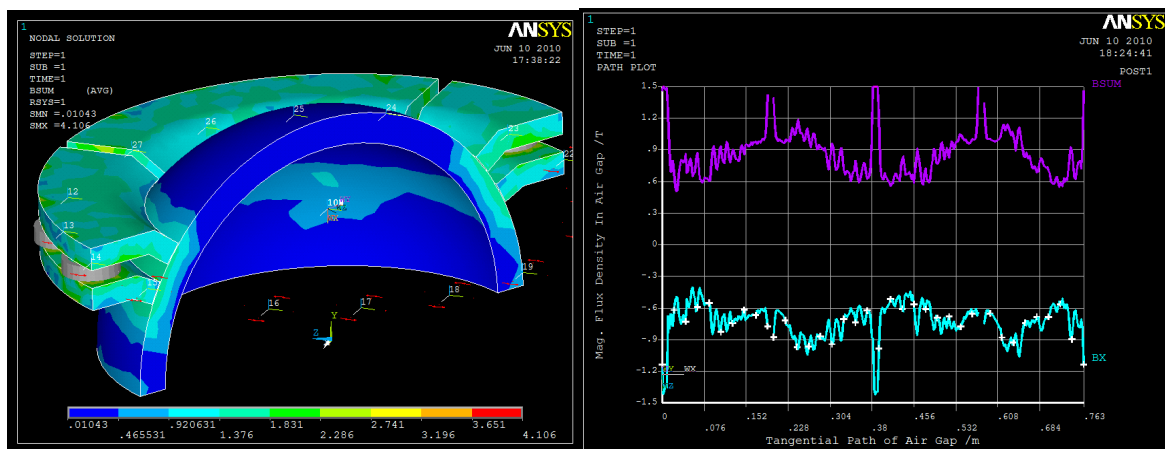 1
ANSYS
NODAL SOLUTION
JUN 10 2010
17:38:22
STEP=1
SUB =1
TIME=1
BSUM (AVG)
RSYS=1
SMN =.01043
SMX =4.106
25
24
26
23
27
22
12
13
14
15
10N
19
18
17
16
Y
Z
.01043
.920631
1.831
2.741
3.651
.465531
1.376
2.286
3.196
4.106
1
ANSYS
STEP=1
SUB =1
TIME=1
PATH PLOT
JUN 10 2010
18:24:41
POST1
BSUM
BX
Mag. Flux Density In Air Gap /T
1.5
1.2
.9
.6
.3
0
-.3
-.6
-.9
-1.2
-1.5
WX
0
.152
.304
.456
.608
.763
.076
.228
.38
.532
.684
Tangential Path of Air Gap /m